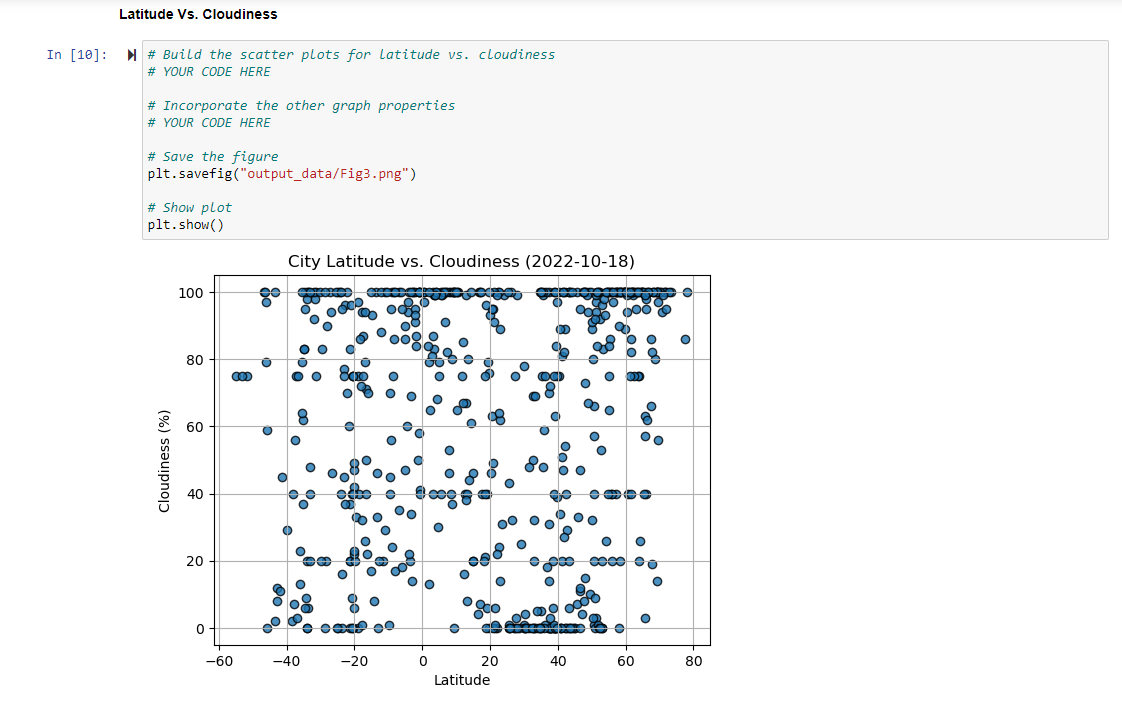 Latitude Vs. Cloudiness
In [10]:
# Build the scatter plots for latitude vs. cloudiness
# YOUR CODE HERE
# Incorporate the other graph properties
# YOUR CODE HERE
# Save the figure
plt.savefig("output_data/Fig3.png")
# Show plot
plt.show()
City Latitude vs. Cloudiness (2022-10-18)
100
80
60
40
20
0
Cloudiness (%)
−60 −40 −20 0 20 40 60 80
Latitude